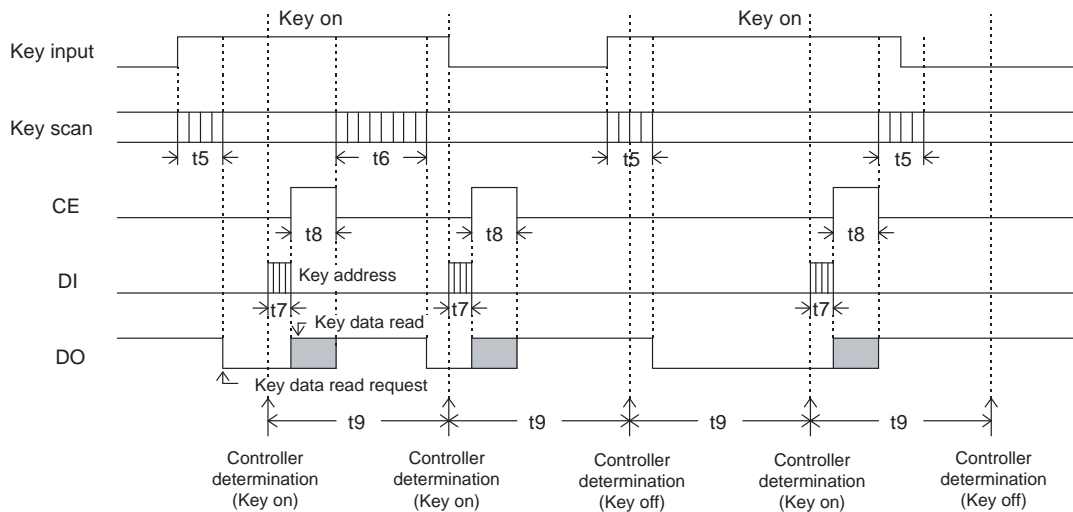 Key on
Key on
Key input
Key scan
t5
t6
t5
t5
CE
t8
t8
t8
DI
Key address
t7
t7
t7
Key data read
DO
Key data read request
t9
t9
t9
t9
Controller
determination
(Key on)
Controller
determination
(Key on)
Controller
determination
(Key off)
Controller
determination
(Key on)
Controller
determination
(Key off)